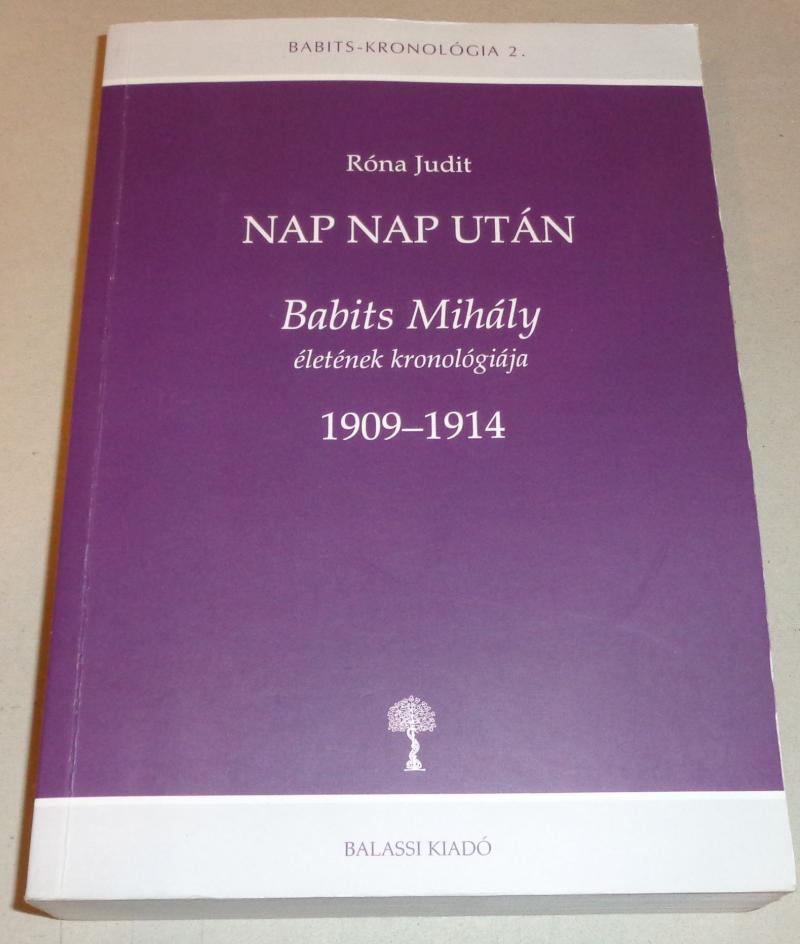 BABITS-KRONOLÓGIA 2.
Róna Judit
NAP NAP UTÁN
Babits Mihály
életének kronológiája
1909–1914
BALASSI KIADÓ